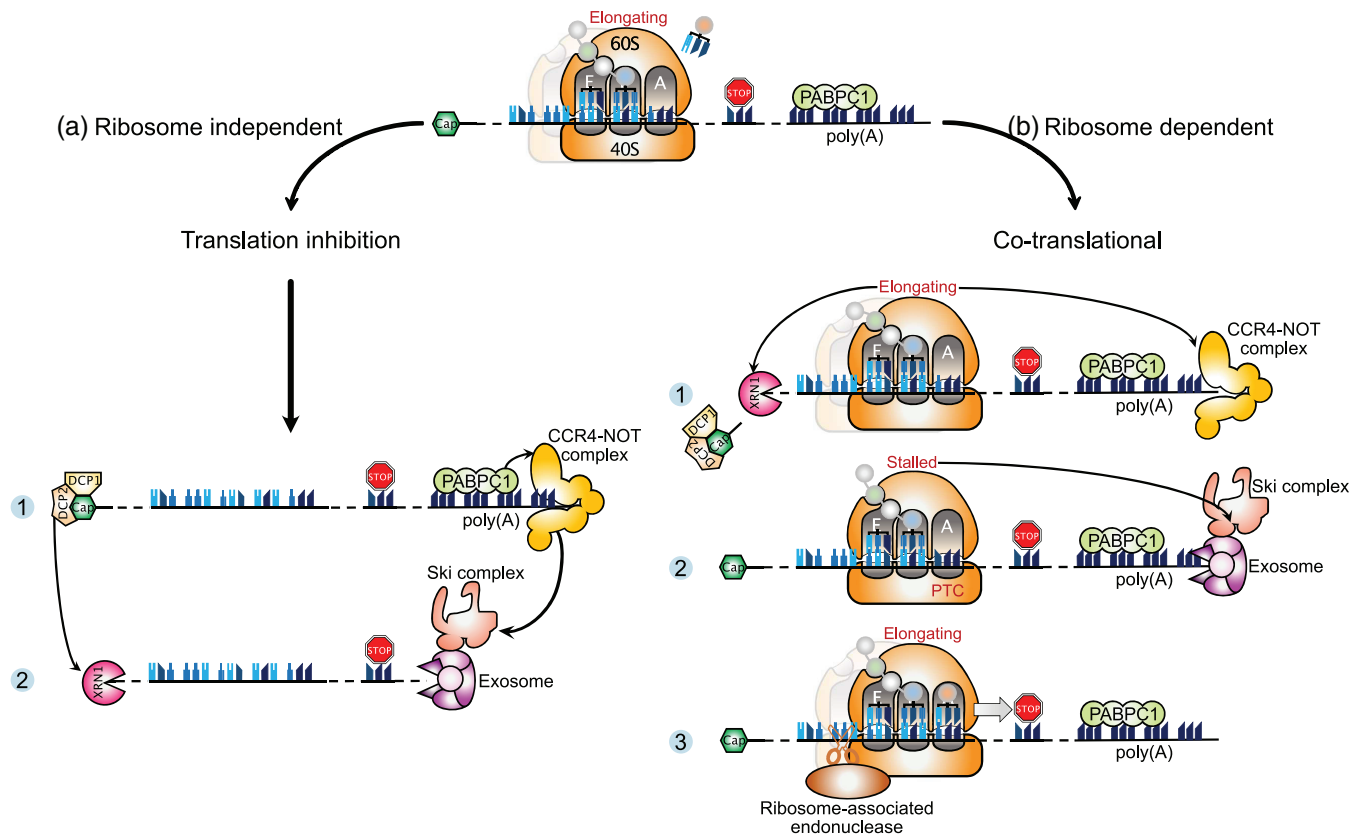 Elongating
60S
E
A
STOP
PABPC1
(a) Ribosome independent
Cap
40S
poly(A)
(b) Ribosome dependent
Translation inhibition
Co-translational
Elongating
CCR4-NOT
complex
E
A
STOP
PABPC1
XRN1
1
poly(A)
DCP1
Cap
DCP2
CCR4-NOT
complex
STOP
PABPC1
DCP1
DCP2
Cap
1
poly(A)
Stalled
Ski complex
E
A
STOP
PABPC1
2
Cap
Exosome
poly(A)
PTC
Ski complex
STOP
2
XRN1
Exosome
Elongating
E
STOP
PABPC1
3
Cap
poly(A)
Ribosome-associated
endonuclease